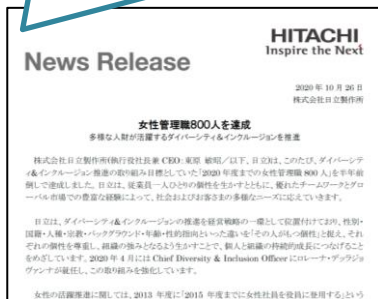 HITACHI
Inspire the Next
News Release
2020 年 10 月 26 日
株式会社日立製作所
女性管理職800人を達成
多様な人財が活躍するダイバーシティ&インクルージョンを推進
株式会社日立製作所(執行役社長兼 CEO:東原 敏昭／以下、日立)は、このたび、ダイバーシテ
ィ&インクルージョン推進の取り組み目標としていた「2020 年度までの女性管理職 800 人」を半年前
倒しで達成しました。日立は、従業員一人ひとりの個性を生かすとともに、優れたチームワークとグロ
ーバル市場での豊富な経験によって、社会およびお客さまの多様なニーズに応えていきます。
日立は、ダイバーシティ&インクルージョンの推進を経営戦略の一環として位置付けており、性別・
国籍・人種・宗教・バックグラウンド・年齢・性的指向といった違いを「その人がもつ個性」と捉え、それ
ぞれの個性を尊重し、組織の強みとなるよう生かすことで、個人と組織の持続的成長につなげること
をめざしています。2020 年 4 月には Chief Diversity & Inclusion Officer にロレーナ・デッラジョ
ヴァンナが就任し、この取り組みを強化しています。
女性の活躍推進に関しては、2013 年度に「2015 年度までに女性社員を役員に登用する」という